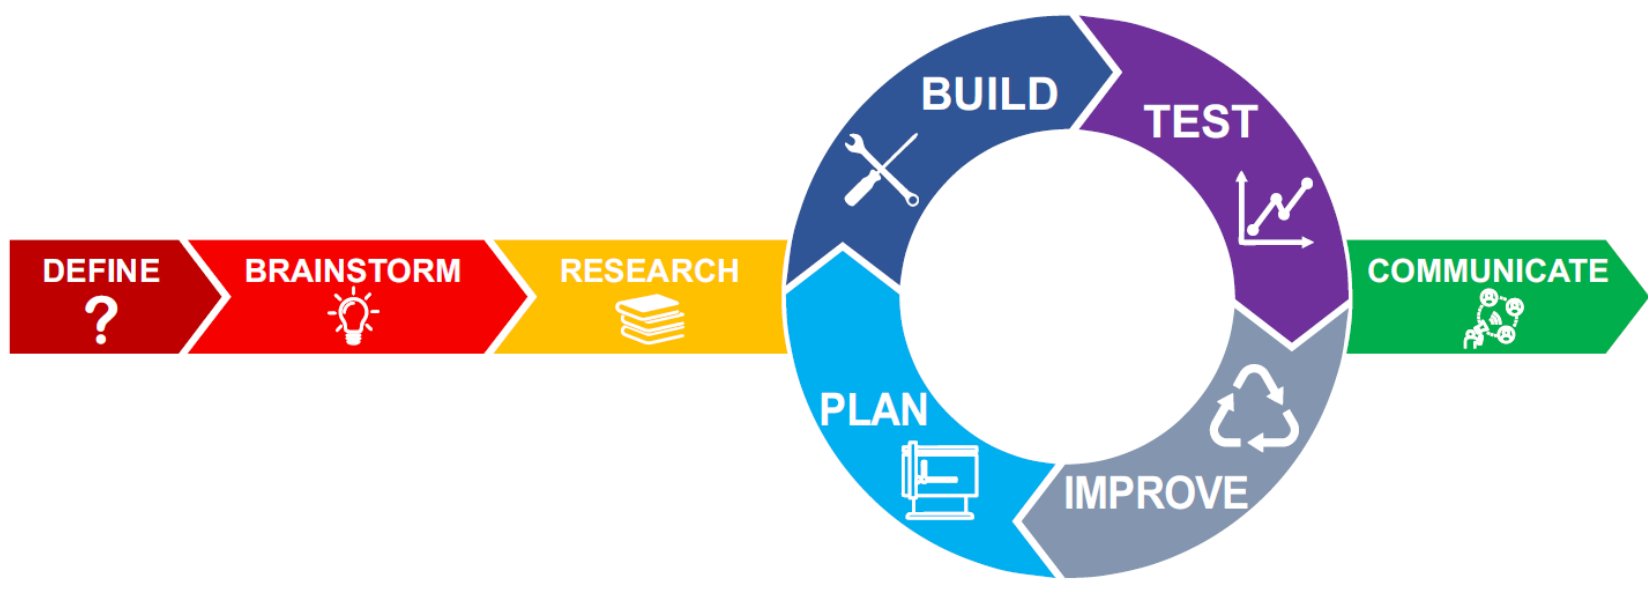 DEFINE
BRAINSTORM
RESEARCH
PLAN
BUILD
TEST
IMPROVE
COMMUNICATE